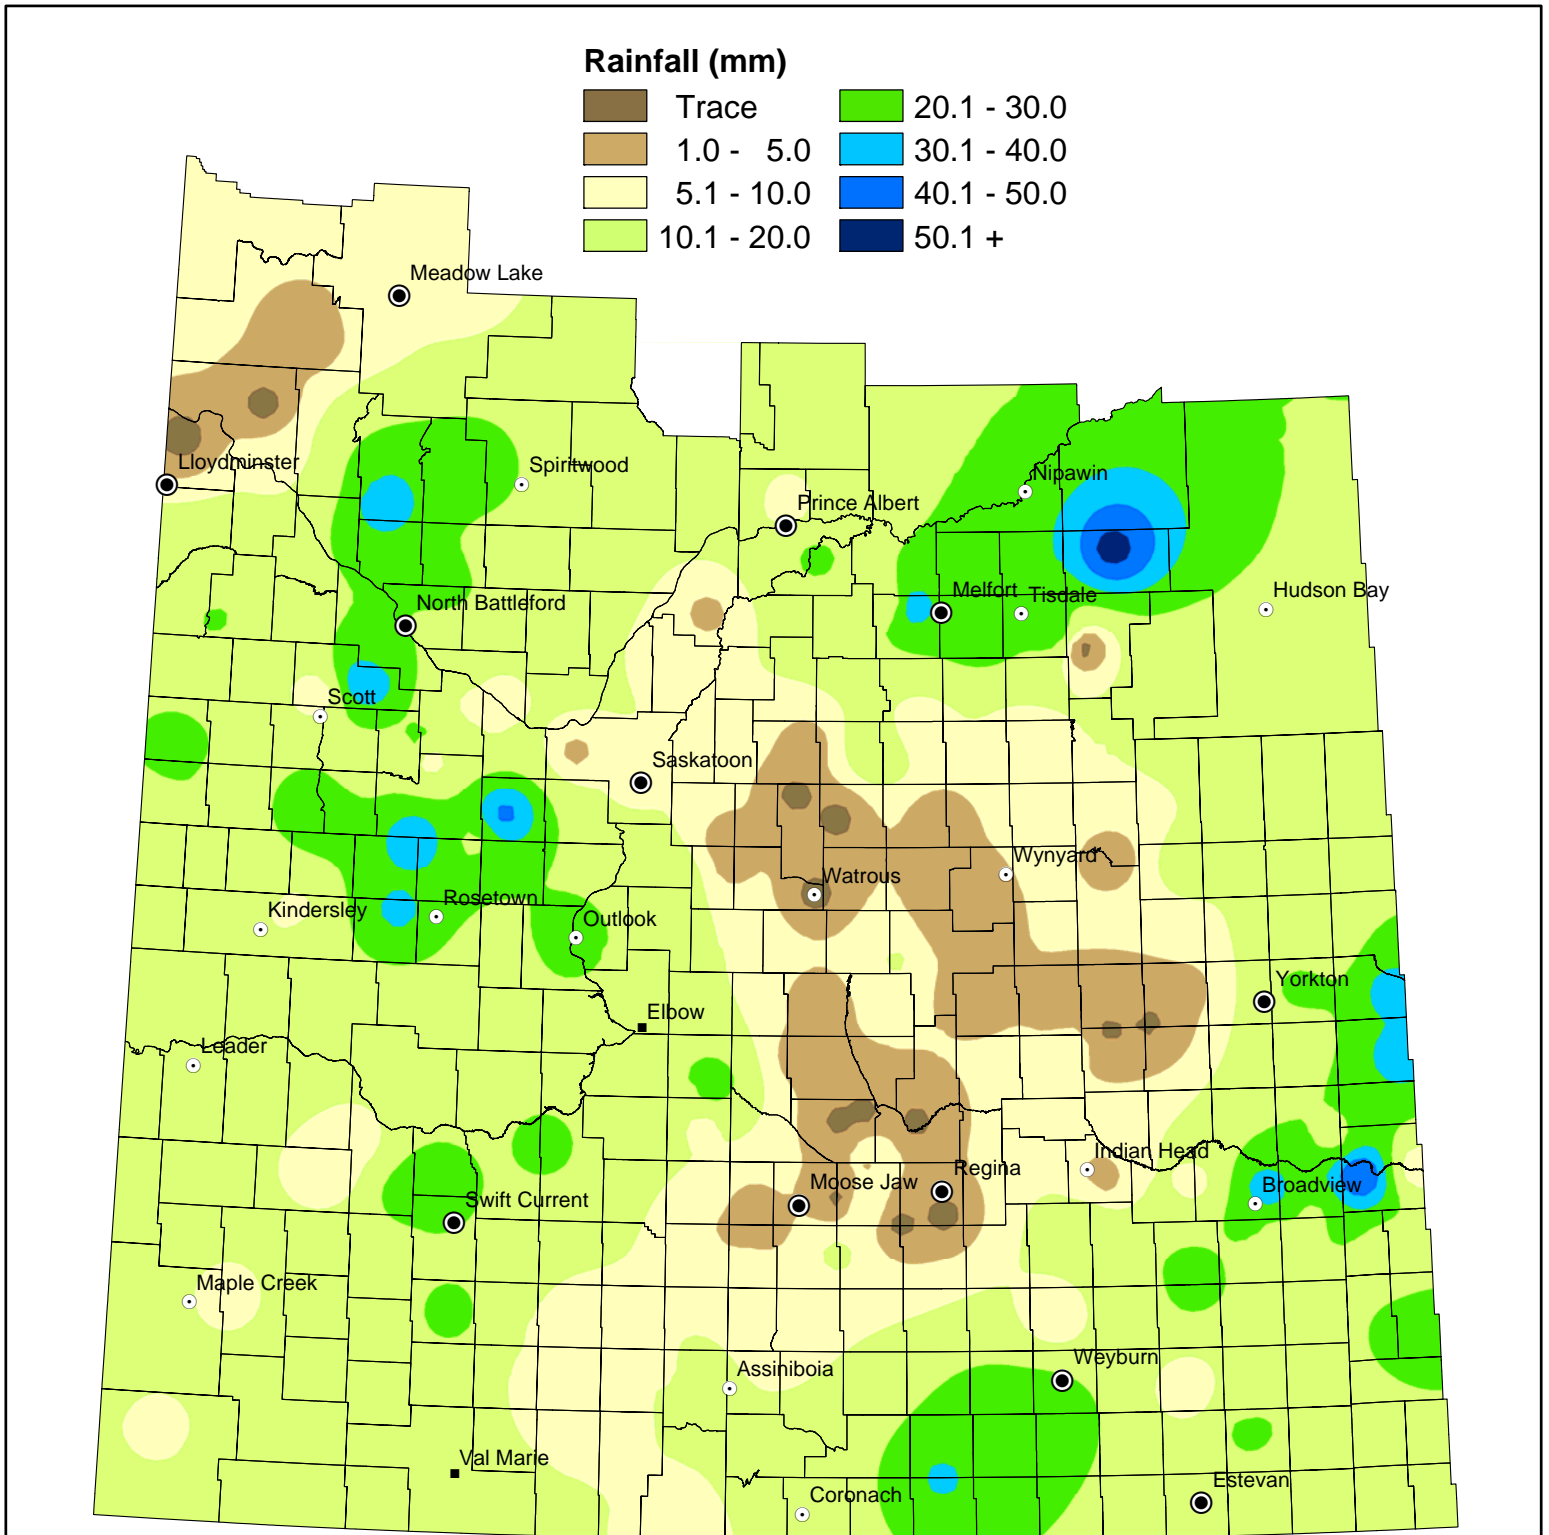 Rainfall (mm)
Trace
20.1 - 30.0
1.0 - 5.0
30.1 - 40.0
5.1 - 10.0
40.1 - 50.0
10.1 - 20.0
50.1 +
Meadow Lake
Lloydminster
Spiritwood
Nipawin
Prince Albert
North Battleford
Melfort
Tisdale
Hudson Bay
Scott
Saskatoon
Wynyard
Watrous
Kindersley
Rosetown
Outlook
Yorkton
Elbow
Leader
Indian Head
Regina
Moose Jaw
Broadview
Swift Current
Maple Creek
Weyburn
Assiniboia
Val Marie
Estevan
Coronach